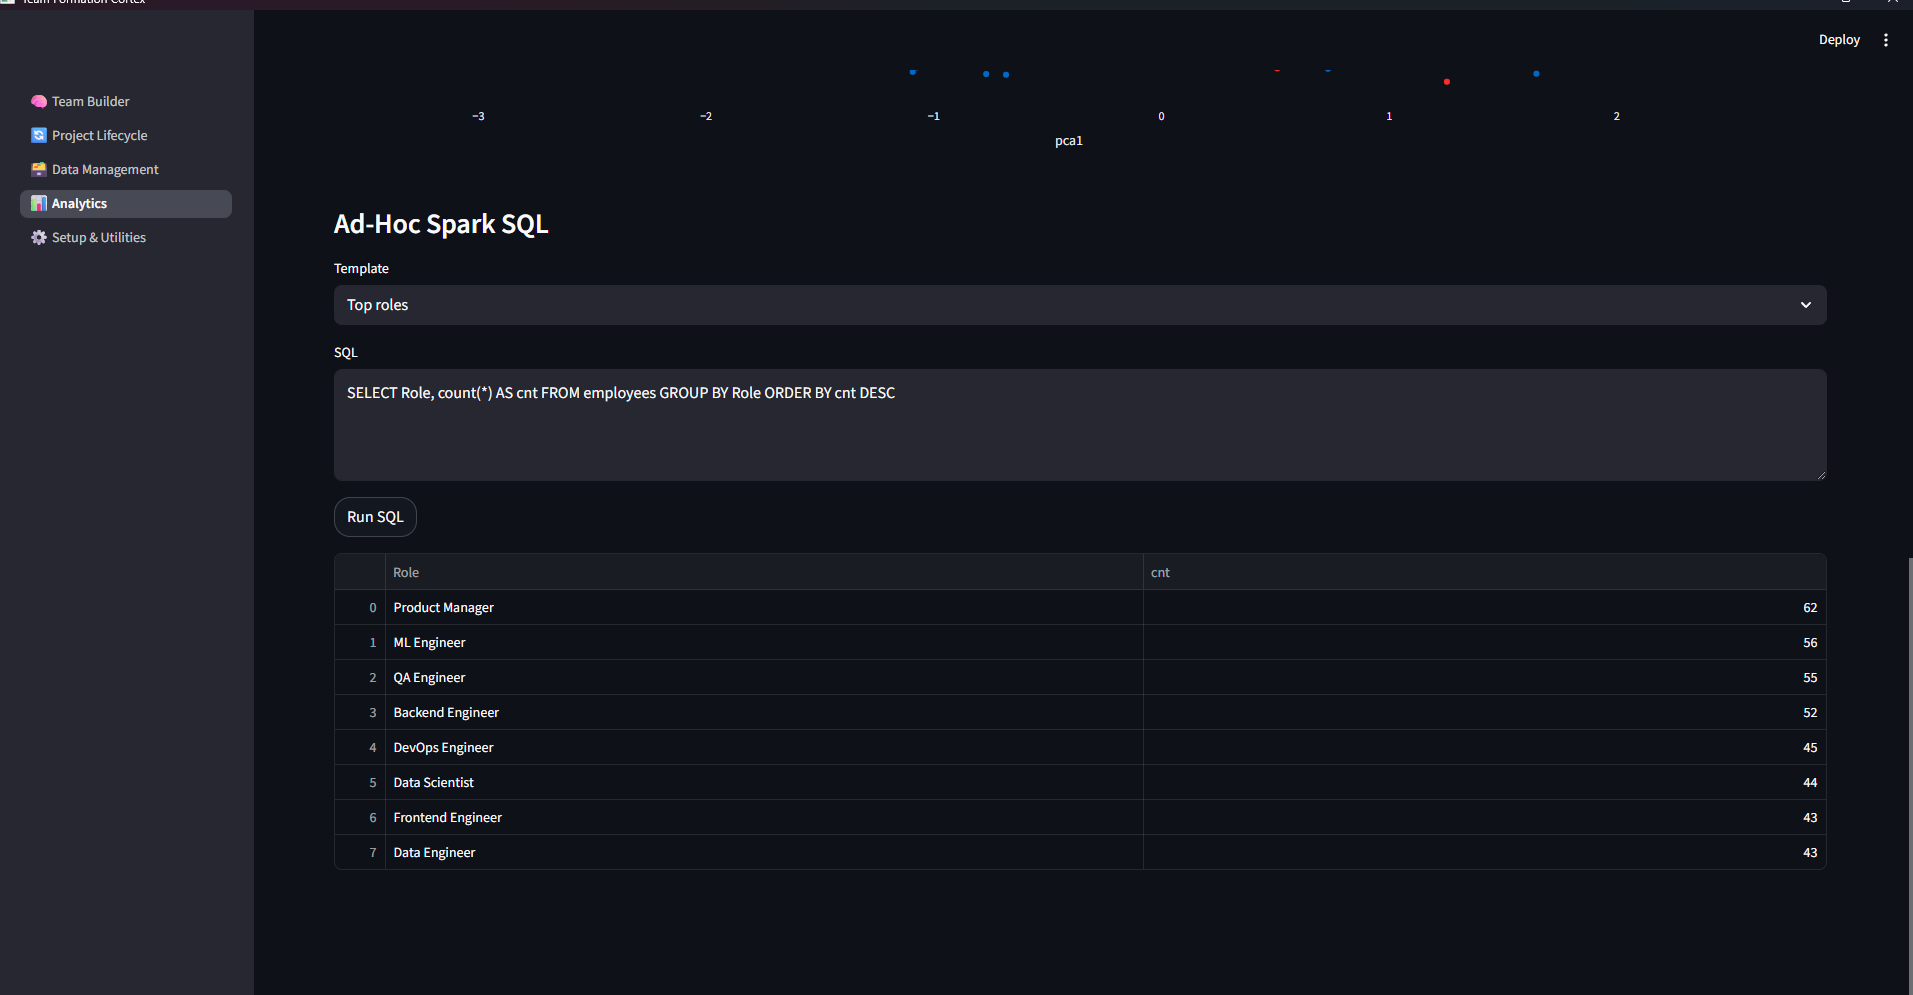 Team Formation Cortex
Deploy
Team Builder
Project Lifecycle
Data Management
Analytics
Setup & Utilities
−3 −2 −1 0 1 2
pca1
Ad-Hoc Spark SQL
Template
Top roles
SQL
SELECT Role, count(*) AS cnt FROM employees GROUP BY Role ORDER BY cnt DESC
Run SQL
Role cnt
0 Product Manager 62
1 ML Engineer 56
2 QA Engineer 55
3 Backend Engineer 52
4 DevOps Engineer 45
5 Data Scientist 44
6 Frontend Engineer 43
7 Data Engineer 43